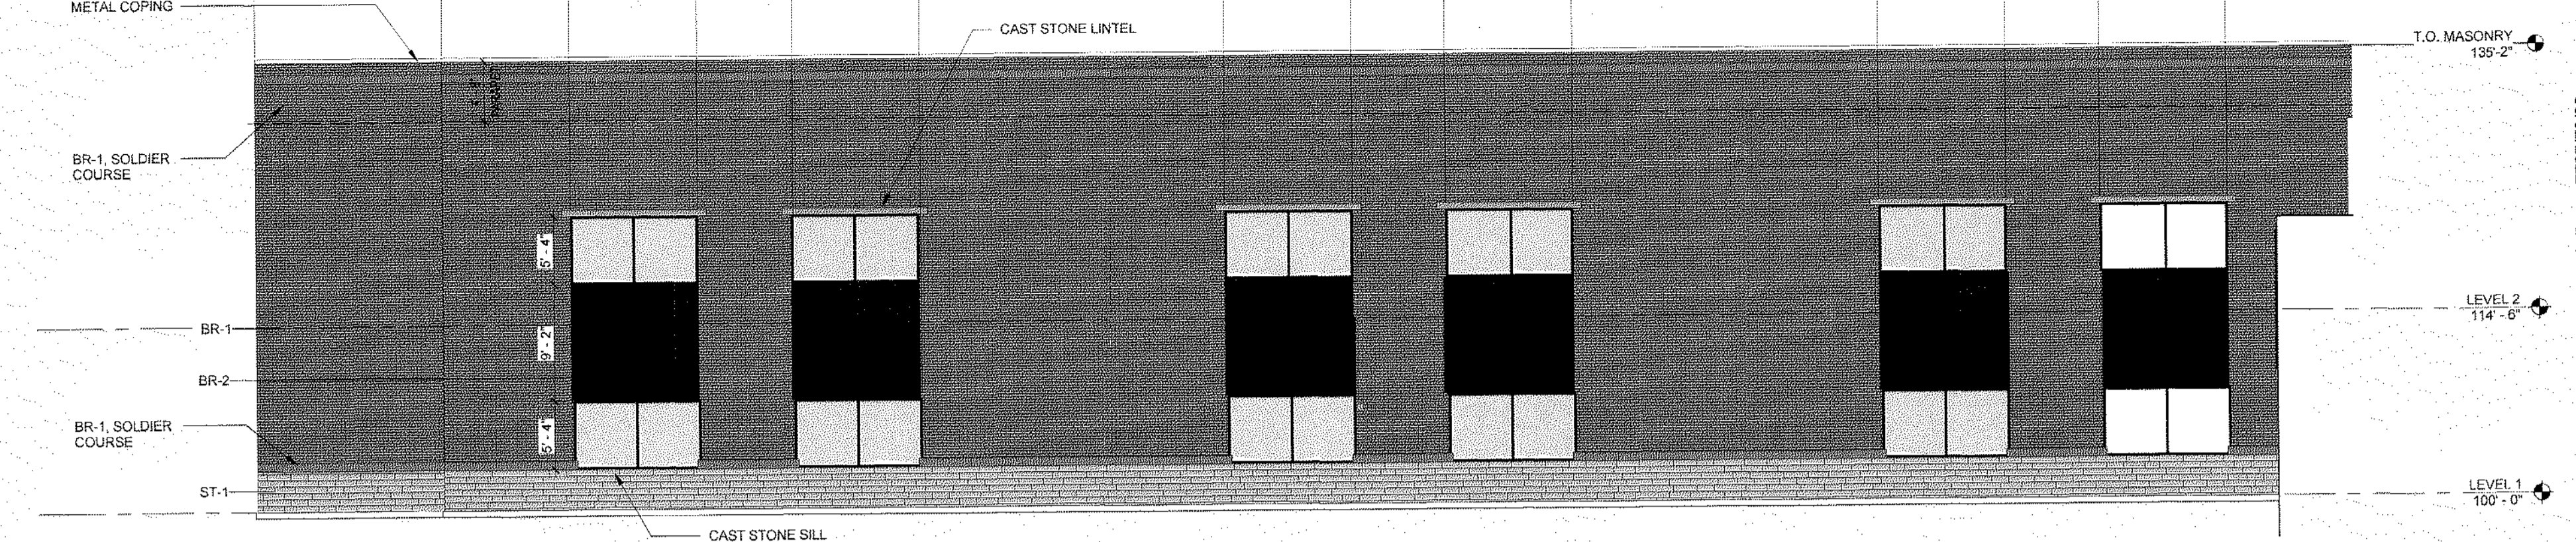 METAL COPING
CAST STONE LINTEL
T.O. MASONRY
135'-2"
BR-1, SOLDIER
COURSE
5' - 4"
LEVEL 2
114' - 6"
BR-1
9' - 2"
BR-2
BR-1, SOLDIER
COURSE
5' - 4"
ST-1
LEVEL 1
100' - 0"
CAST STONE SILL